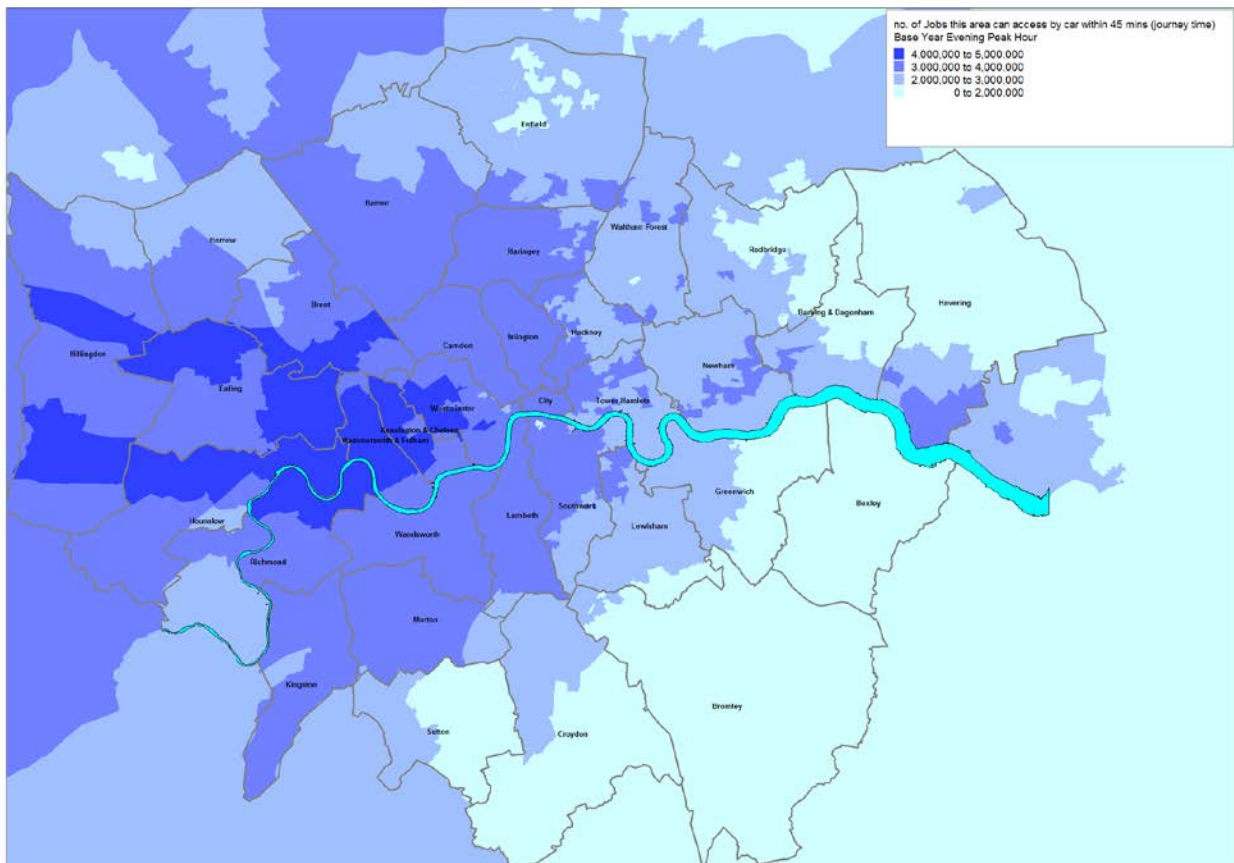 no. of Jobs this area can access by car within 45 mins (journey time)
Base Year Evening Peak Hour
4,000,000 to 5,000,000
3,000,000 to 4,000,000
2,000,000 to 3,000,000
0 to 2,000,000
Enfield
Barnet
Harrow
Haringey
Waltham Forest
Redbridge
Havering
Brent
Barking & Dagenham
Hackney
Camden
Islington
Hillingdon
Ealing
Newham
City
Tower Hamlets
Westminster
Kensington & Chelsea
Hammersmith & Fulham
Greenwich
Bexley
Hounslow
Southwark
Lambeth
Lewisham
Wandsworth
Richmond
Merton
Kingston
Bromley
Sutton
Croydon